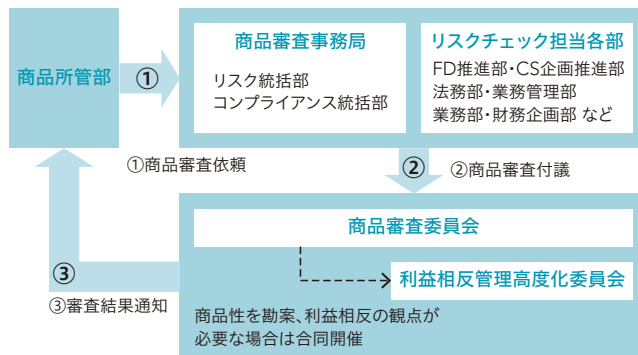 商品所管部
①
商品審査事務局
リスク統括部
コンプライアンス統括部
リスクチェック担当各部
FD推進部・CS企画推進部
法務部・業務管理部
業務部・財務企画部 など
①商品審査依頼
②
②商品審査付議
商品審査委員会
利益相反管理高度化委員会
商品性を勘案、利益相反の観点が
必要な場合は合同開催
③
③審査結果通知